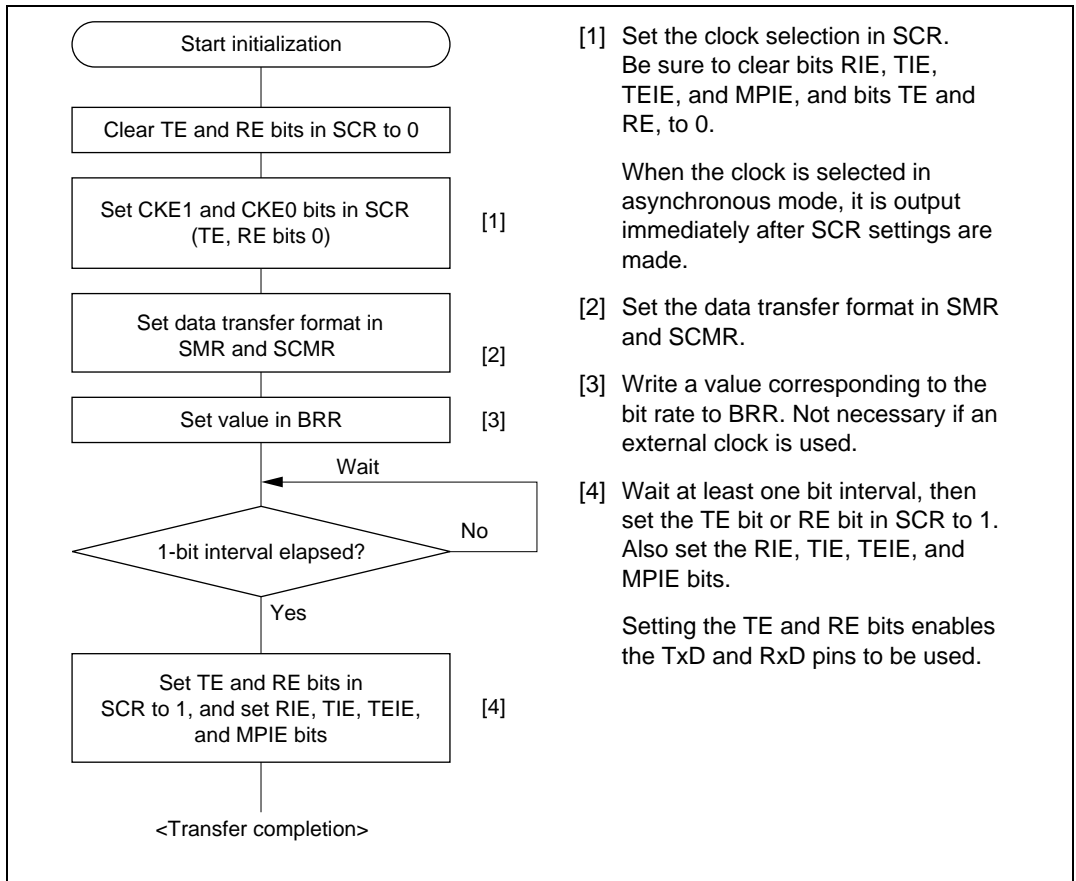 Start initialization
Clear TE and RE bits in SCR to 0
Set CKE1 and CKE0 bits in SCR
(TE, RE bits 0)
[1]
Set data transfer format in
SMR and SCMR
[2]
Set value in BRR
[3]
Wait
1-bit interval elapsed?
No
Yes
Set TE and RE bits in
SCR to 1, and set RIE, TIE, TEIE,
and MPIE bits
[4]
<Transfer completion>
[1] Set the clock selection in SCR.
Be sure to clear bits RIE, TIE,
TEIE, and MPIE, and bits TE and
RE, to 0.
When the clock is selected in
asynchronous mode, it is output
immediately after SCR settings are
made.
[2] Set the data transfer format in SMR
and SCMR.
[3] Write a value corresponding to the
bit rate to BRR. Not necessary if an
external clock is used.
[4] Wait at least one bit interval, then
set the TE bit or RE bit in SCR to 1.
Also set the RIE, TIE, TEIE, and
MPIE bits.
Setting the TE and RE bits enables
the TxD and RxD pins to be used.